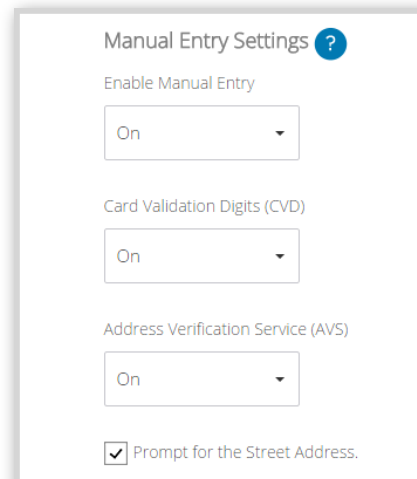 Manual Entry Settings ?
Enable Manual Entry
On
Card Validation Digits (CVD)
On
Address Verification Service (AVS)
On
Prompt for the Street Address.